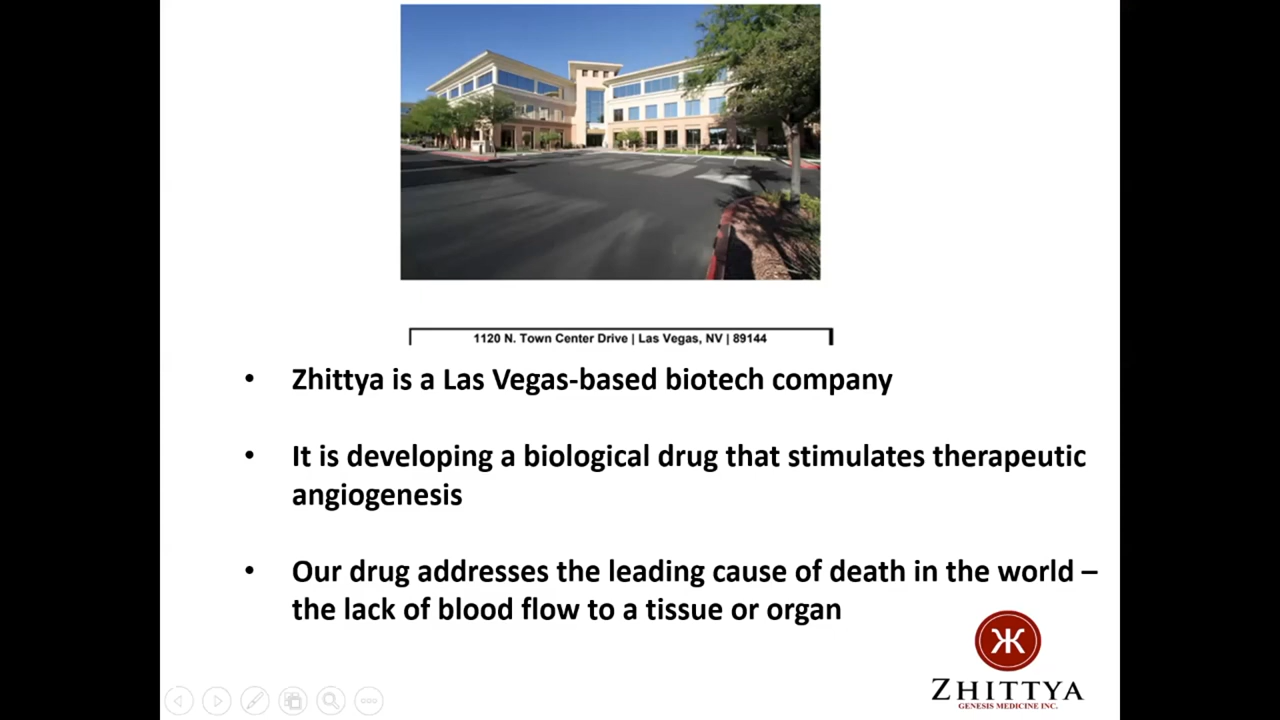 1120 N. Town Center Drive | Las Vegas, NV | 89144
• Zhittya is a Las Vegas-based biotech company
• It is developing a biological drug that stimulates therapeutic
angiogenesis
• Our drug addresses the leading cause of death in the world –
the lack of blood flow to a tissue or organ
ZHITTYA
GENESIS MEDICINE INC.